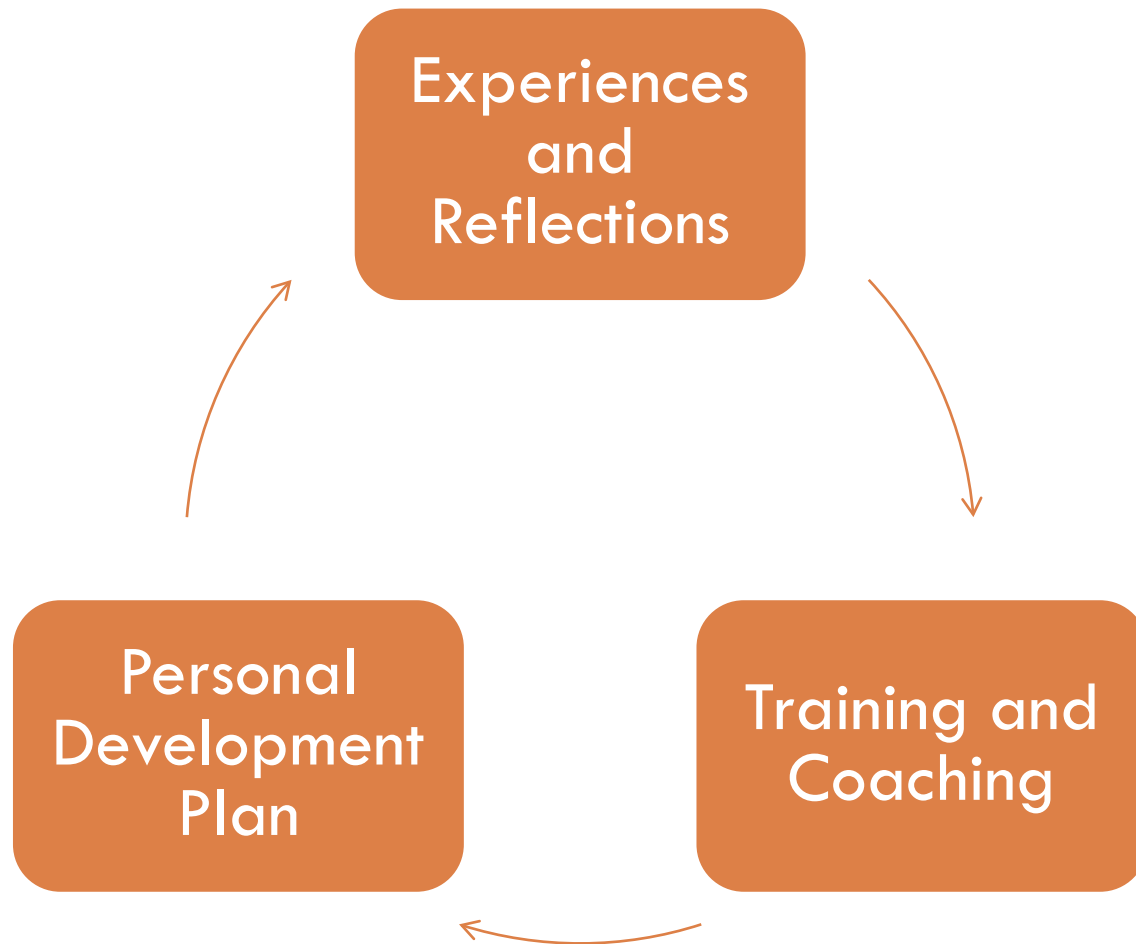 Experiences
and
Reflections
Training and
Coaching
Personal
Development
Plan